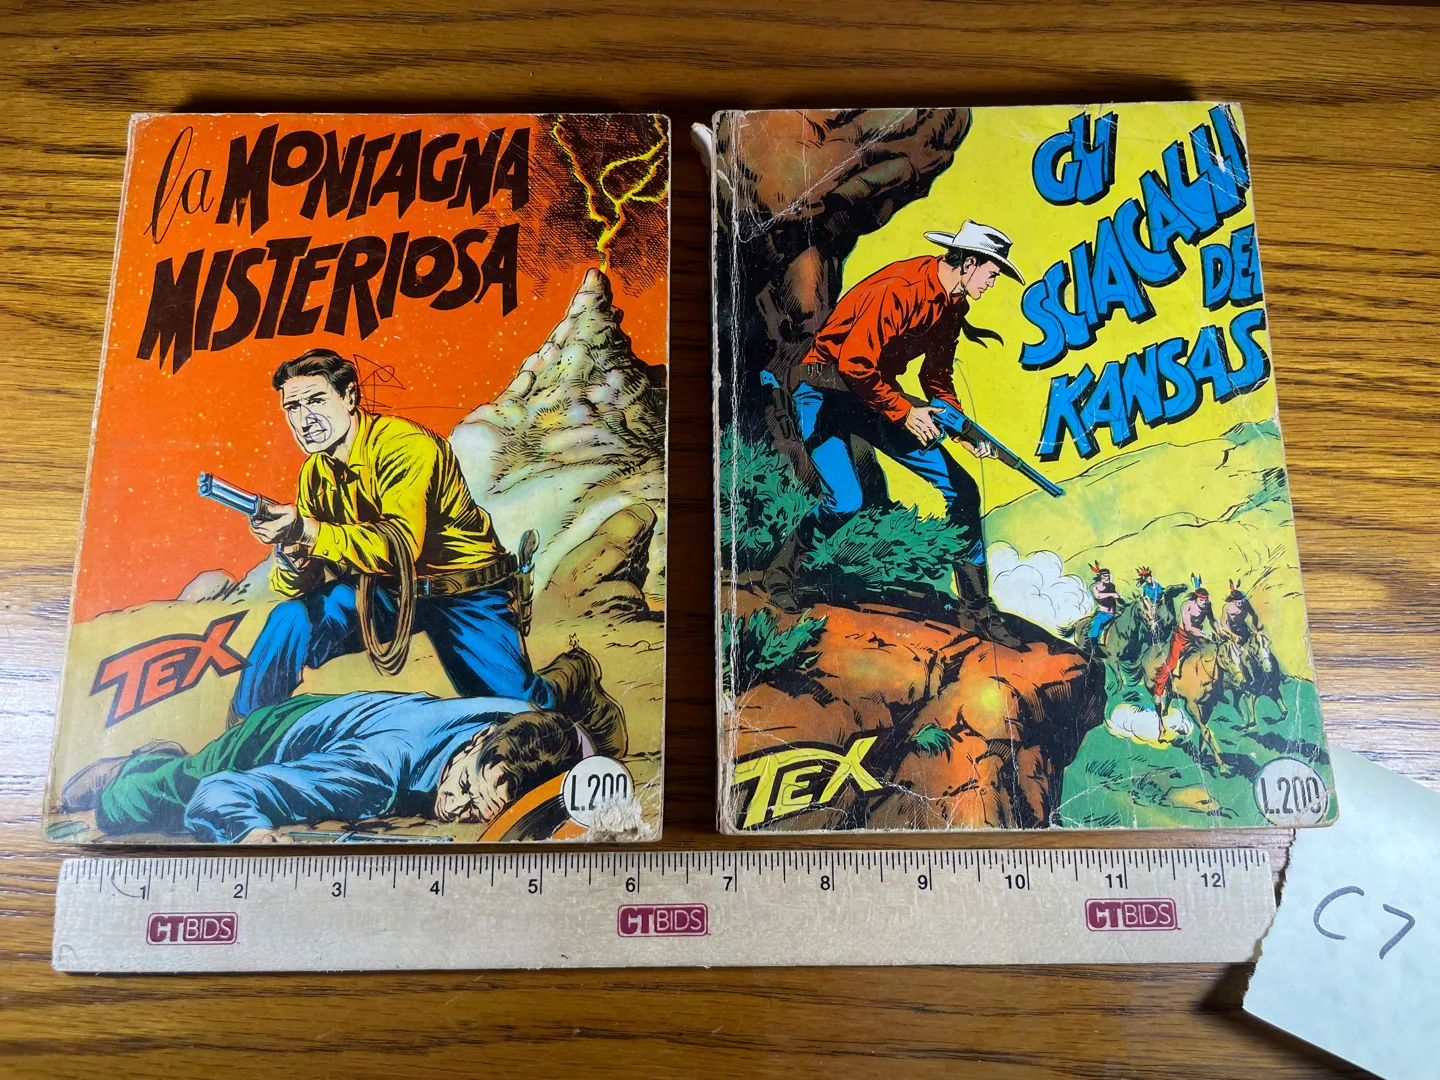 la MONTAGNA
MISTERIOSA
TEX
L.200
GLI
SCIACALLI
DEL
KANSAS
TEX
L.200
1 2 3 4 5 6 7 8 9 10 11 12
CTBIDS CTBIDS CTBIDS
C7